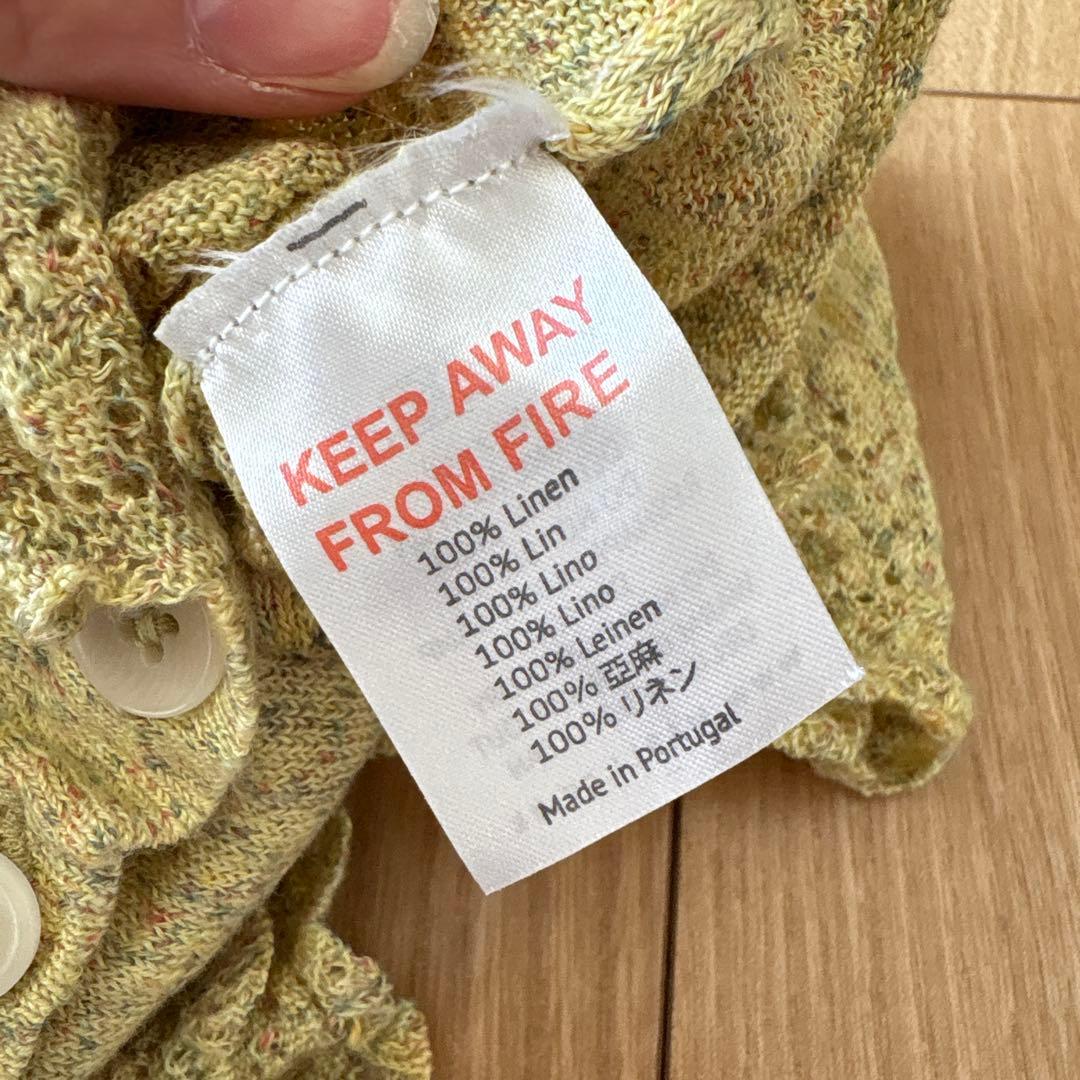 KEEP AWAY
FROM FIRE
100% Linen
100% Lin
100% Lino
100% Lino
100% Leinen
100% 亞麻
100% リネン
Made in Portugal